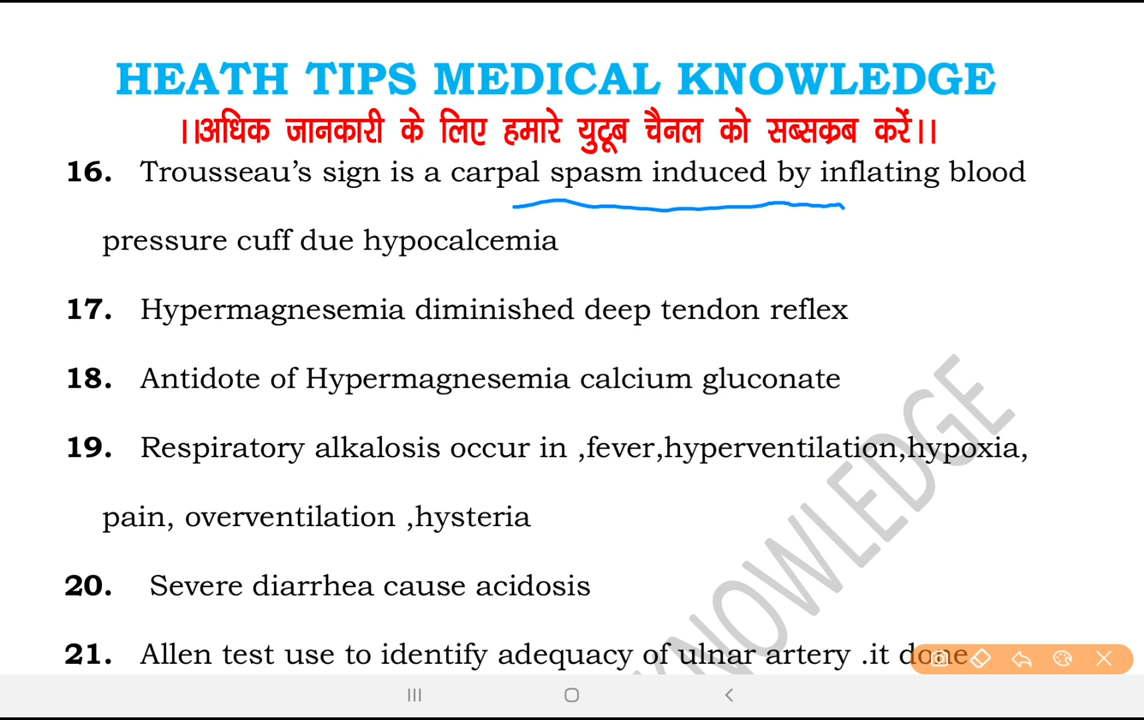 HEATH TIPS MEDICAL KNOWLEDGE
||अधिक जानकारी के लिए हमारे युटूब चैनल को सब्सक्रब करें||
16. Trousseau’s sign is a carpal spasm induced by inflating blood
pressure cuff due hypocalcemia
17. Hypermagnesemia diminished deep tendon reflex
18. Antidote of Hypermagnesemia calcium gluconate
19. Respiratory alkalosis occur in ,fever,hyperventilation,hypoxia,
pain, overventilation ,hysteria
20. Severe diarrhea cause acidosis
21. Allen test use to identify adequacy of ulnar artery .it done
KNOWLEDGE